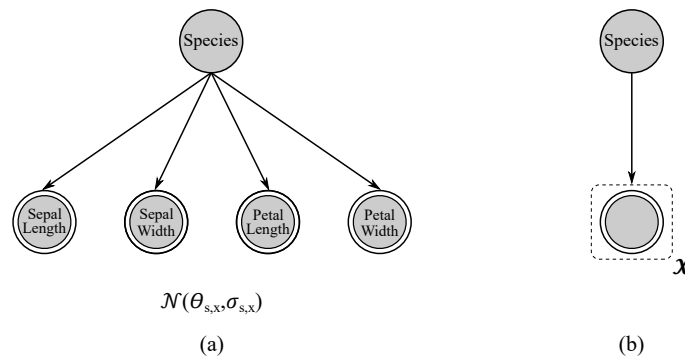 Species
Species
Sepal
Length
Sepal
Width
Petal
Length
Petal
Width
𝒩(θs,x,σs,x)
𝒳
(a)
(b)